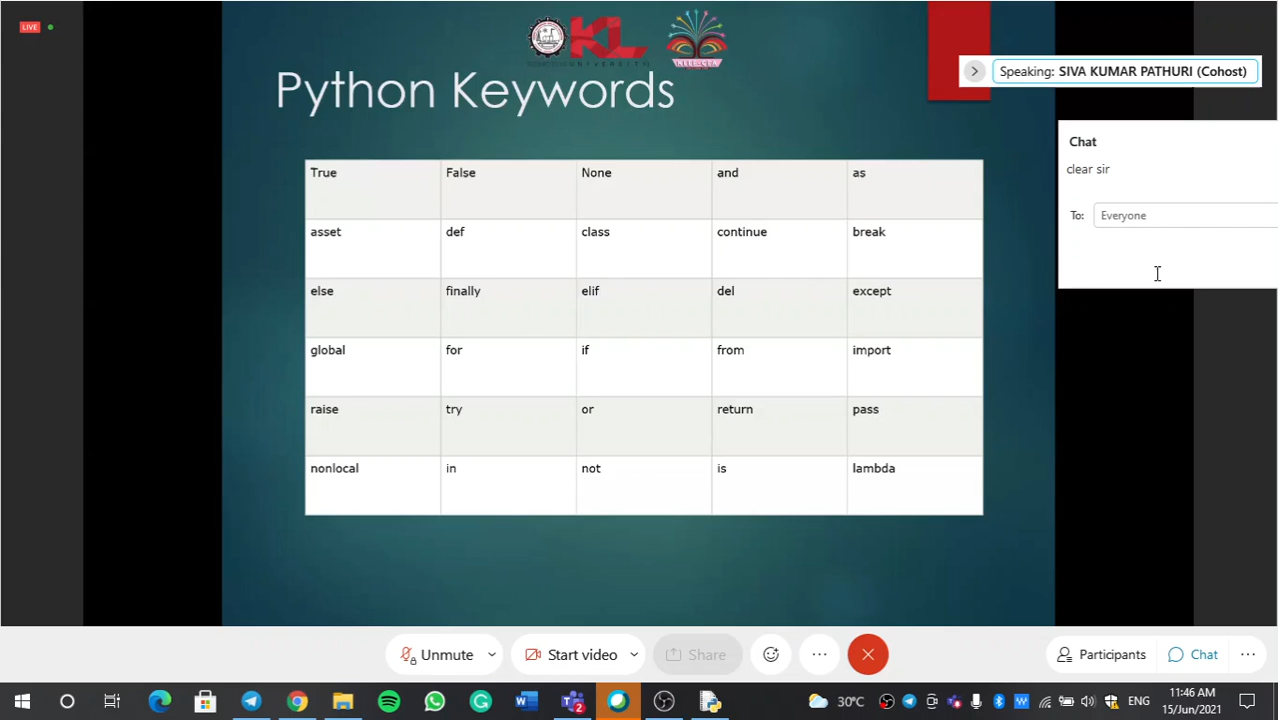 LIVE
KL
UNIVERSITY
Python Keywords
Speaking: SIVA KUMAR PATHURI (Cohost)
Chat
clear sir
To: Everyone
True False None and as
asset def class continue break
else finally elif del except
global for if from import
raise try or return pass
nonlocal in not is lambda
Unmute Start video Share Participants Chat
30°C ENG 11:46 AM
15/Jun/2021